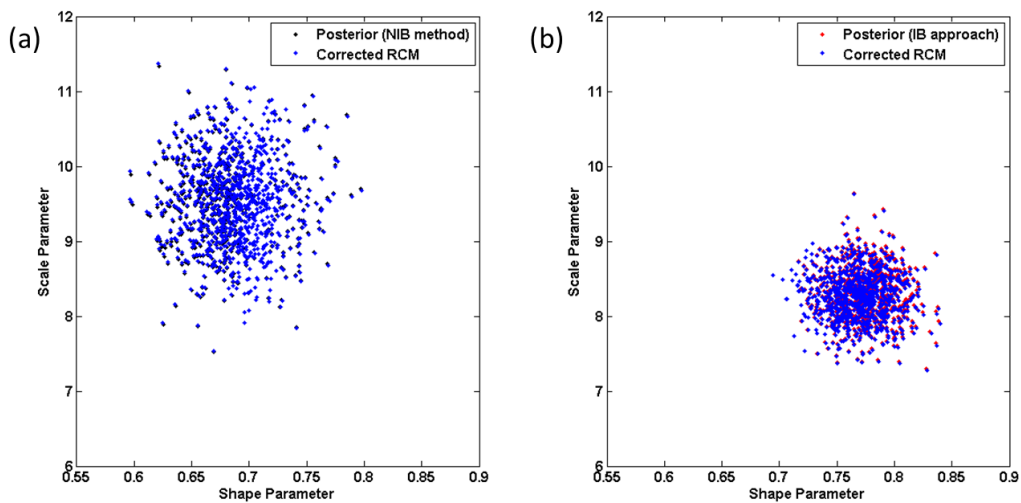 (a)
Posterior (NIB method)
Corrected RCM
12
11
10
9
8
7
6
Scale Parameter
0.55 0.6 0.65 0.7 0.75 0.8 0.85 0.9
Shape Parameter
(b)
Posterior (IB approach)
Corrected RCM
12
11
10
9
8
7
6
Scale Parameter
0.55 0.6 0.65 0.7 0.75 0.8 0.85 0.9
Shape Parameter